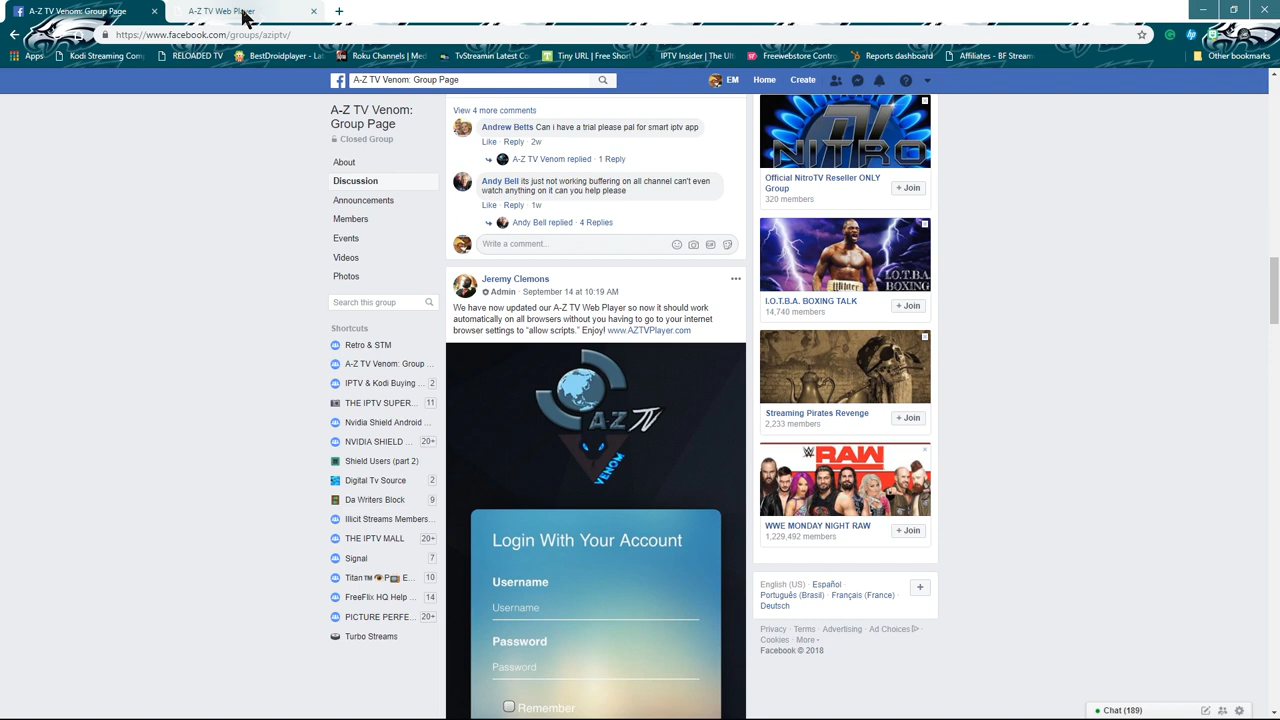 A-Z TV Venom: Group Page
A-Z TV Web Player
https://www.facebook.com/groups/aziptv/
Apps
Kodi Streaming Com
RELOADED TV
BestDroidplayer - L
Roku Channels | Med
TvStreamin Latest Co
Tiny URL | Free Short
IPTV Insider | The Ult
Freewebstore Contro
Reports dashboard
Affiliates - BF Stream
Other bookmarks
A-Z TV Venom: Group Page
EM
Home
Create
A-Z TV Venom:
Group Page
Closed Group
About
Discussion
Announcements
Members
Events
Videos
Photos
Search this group
Shortcuts
Retro & STM
A-Z TV Venom: Group ...
IPTV & Kodi Buying ... 2
THE IPTV SUPER... 11
Nvidia Shield Android ...
NVIDIA SHIELD ... 20+
Shield Users (part 2)
Digital Tv Source 2
Da Writers Block 9
Illicit Streams Members...
THE IPTV MALL 20+
Signal 7
FreeFlix HQ Help ... 14
PICTURE PERFE... 20+
Turbo Streams
View 4 more comments
Andrew Betts Can i have a trial please pal for smart iptv app
Like · Reply · 2w
A-Z TV Venom replied · 1 Reply
Andy Bell its just not working buffering on all channel can't even
watch anything on it can you help please
Like · Reply · 1w
Andy Bell replied · 4 Replies
Write a comment...
Jeremy Clemons
Admin · September 14 at 10:19 AM
We have now updated our A-Z TV Web Player so now it should work
automatically on all browsers without you having to go to your internet
browser settings to “allow scripts.” Enjoy! www.AZTVPlayer.com
A-Z TV
VENOM
Login With Your Account
Username
Username
Password
Password
Remember
NITRO
Official NitroTV Reseller ONLY
Group
+ Join
320 members
I.O.T.B.A.
BOXING
I.O.T.B.A. BOXING TALK
14,740 members
+ Join
Streaming Pirates Revenge
2,233 members
+ Join
RAW
WWE MONDAY NIGHT RAW
1,229,492 members
+ Join
English (US) · Español ·
Português (Brasil) · Français (France) ·
Deutsch
Privacy · Terms · Advertising · Ad Choices
Cookies · More
Facebook © 2018
Chat (189)